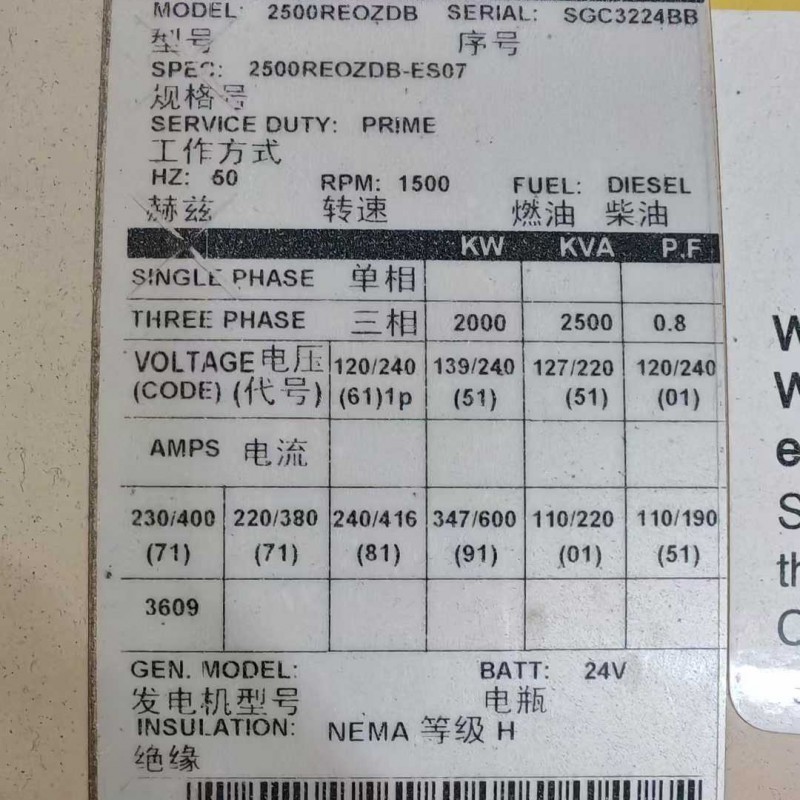 MODEL: 2500REOZDB SERIAL: SGC3224BB
型号 序号
SPEC: 2500REOZDB-ES07
规格号
SERVICE DUTY: PRIME
工作方式
HZ: 50 RPM: 1500 FUEL: DIESEL
赫兹 转速 燃油 柴油
KW KVA P.F
SINGLE PHASE 单相
THREE PHASE 三相 2000 2500 0.8
VOLTAGE 电压 120/240 139/240 127/220 120/240
(CODE) (代号) (61)1p (51) (51) (01)
AMPS 电流
230/400 220/380 240/416 347/600 110/220 110/190
(71) (71) (81) (91) (01) (51)
3609
GEN. MODEL: BATT: 24V
发电机型号 电瓶
INSULATION: NEMA 等级 H
绝缘
W
W
e
S
th